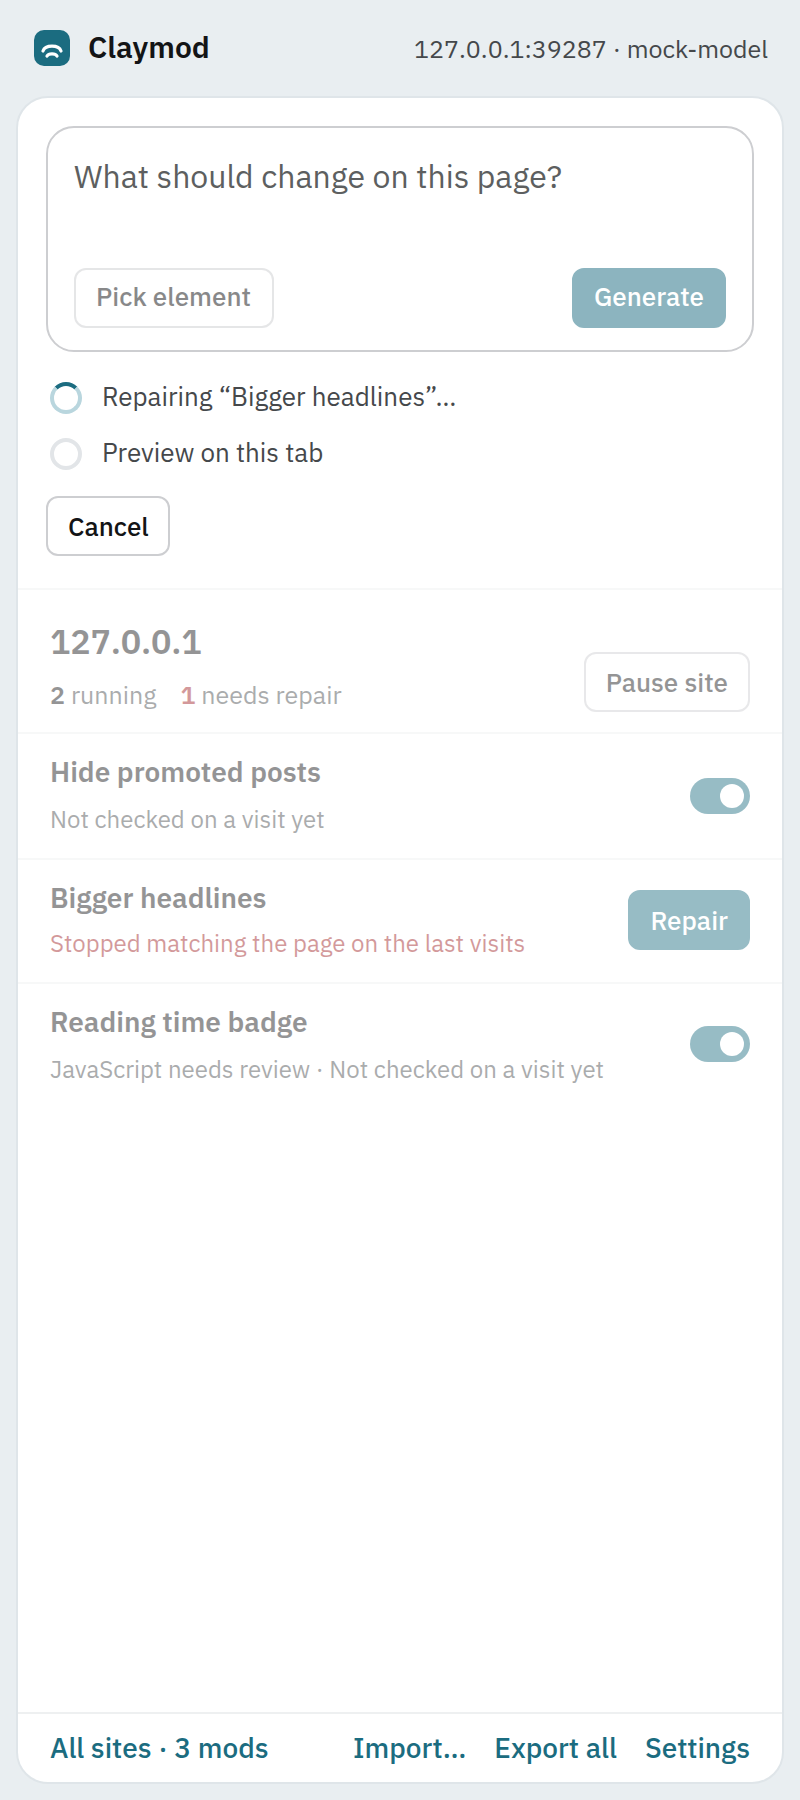 Claymod
127.0.0.1:39287 · mock-model
What should change on this page?
Pick element
Generate
Repairing “Bigger headlines”…
Preview on this tab
Cancel
127.0.0.1
2 running 1 needs repair
Pause site
Hide promoted posts
Not checked on a visit yet
Bigger headlines
Stopped matching the page on the last visits
Repair
Reading time badge
JavaScript needs review · Not checked on a visit yet
All sites · 3 mods
Import…
Export all
Settings